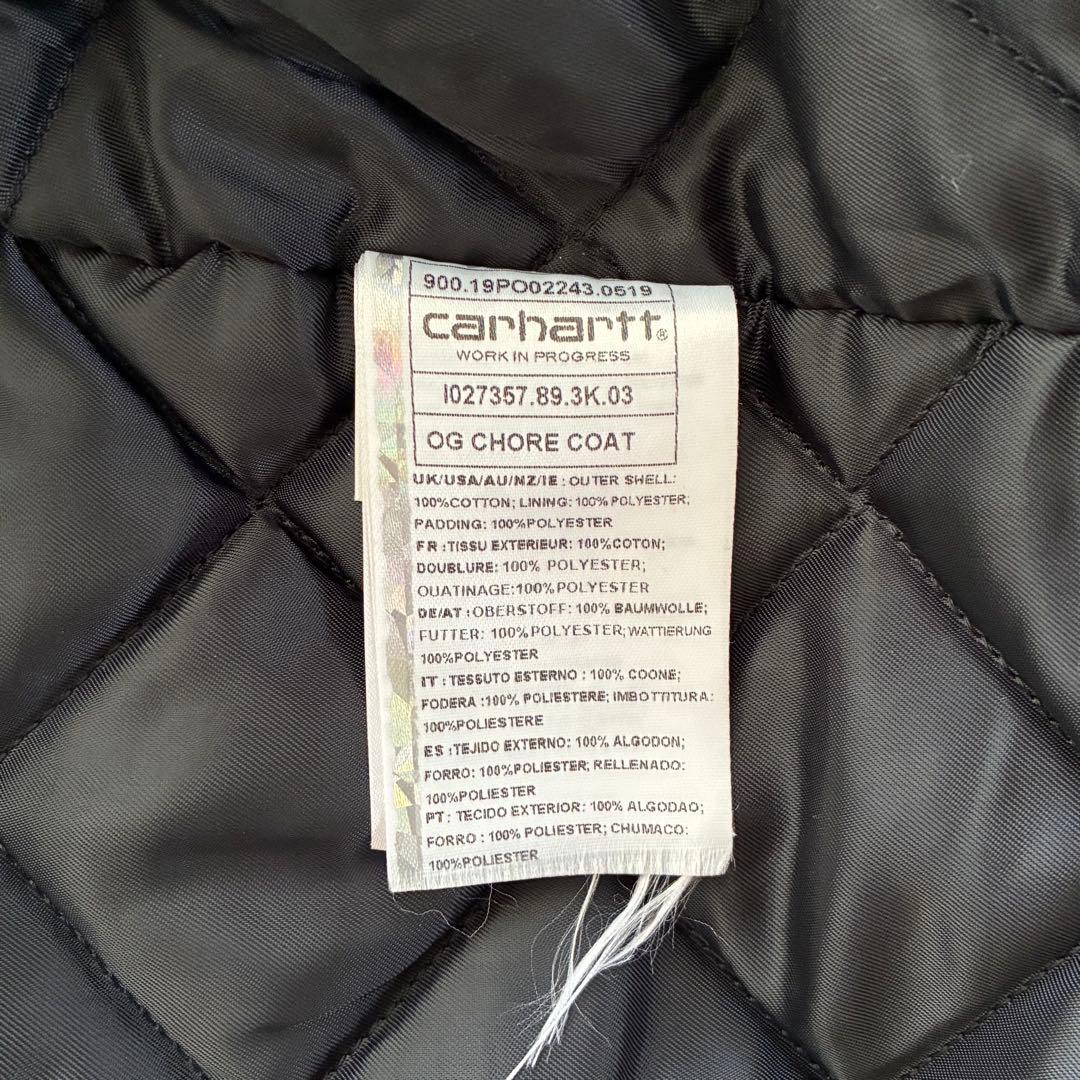 900.19PO02243.0519
carhartt®
WORK IN PROGRESS
I027357.89.3K.03
OG CHORE COAT
UK/USA/AU/NZ/IE : OUTER SHELL:
100%COTTON; LINING: 100% POLYESTER;
PADDING: 100%POLYESTER
FR :TISSU EXTERIEUR: 100%COTON;
DOUBLURE: 100% POLYESTER;
OUATINAGE:100%POLYESTER
DE/AT :OBERSTOFF: 100% BAUMWOLLE;
FUTTER: 100%POLYESTER; WATTIERUNG
100%POLYESTER
IT : TESSUTO ESTERNO : 100% COONE;
FODERA :100% POLIESTERE; IMBOTTITURA:
100%POLIESTERE
ES :TEJIDO EXTERNO: 100% ALGODON;
FORRO: 100%POLIESTER; RELLENADO:
100%POLIESTER
PT : TECIDO EXTERIOR: 100% ALGODAO;
FORRO : 100% POLIESTER; CHUMACO:
100%POLIESTER